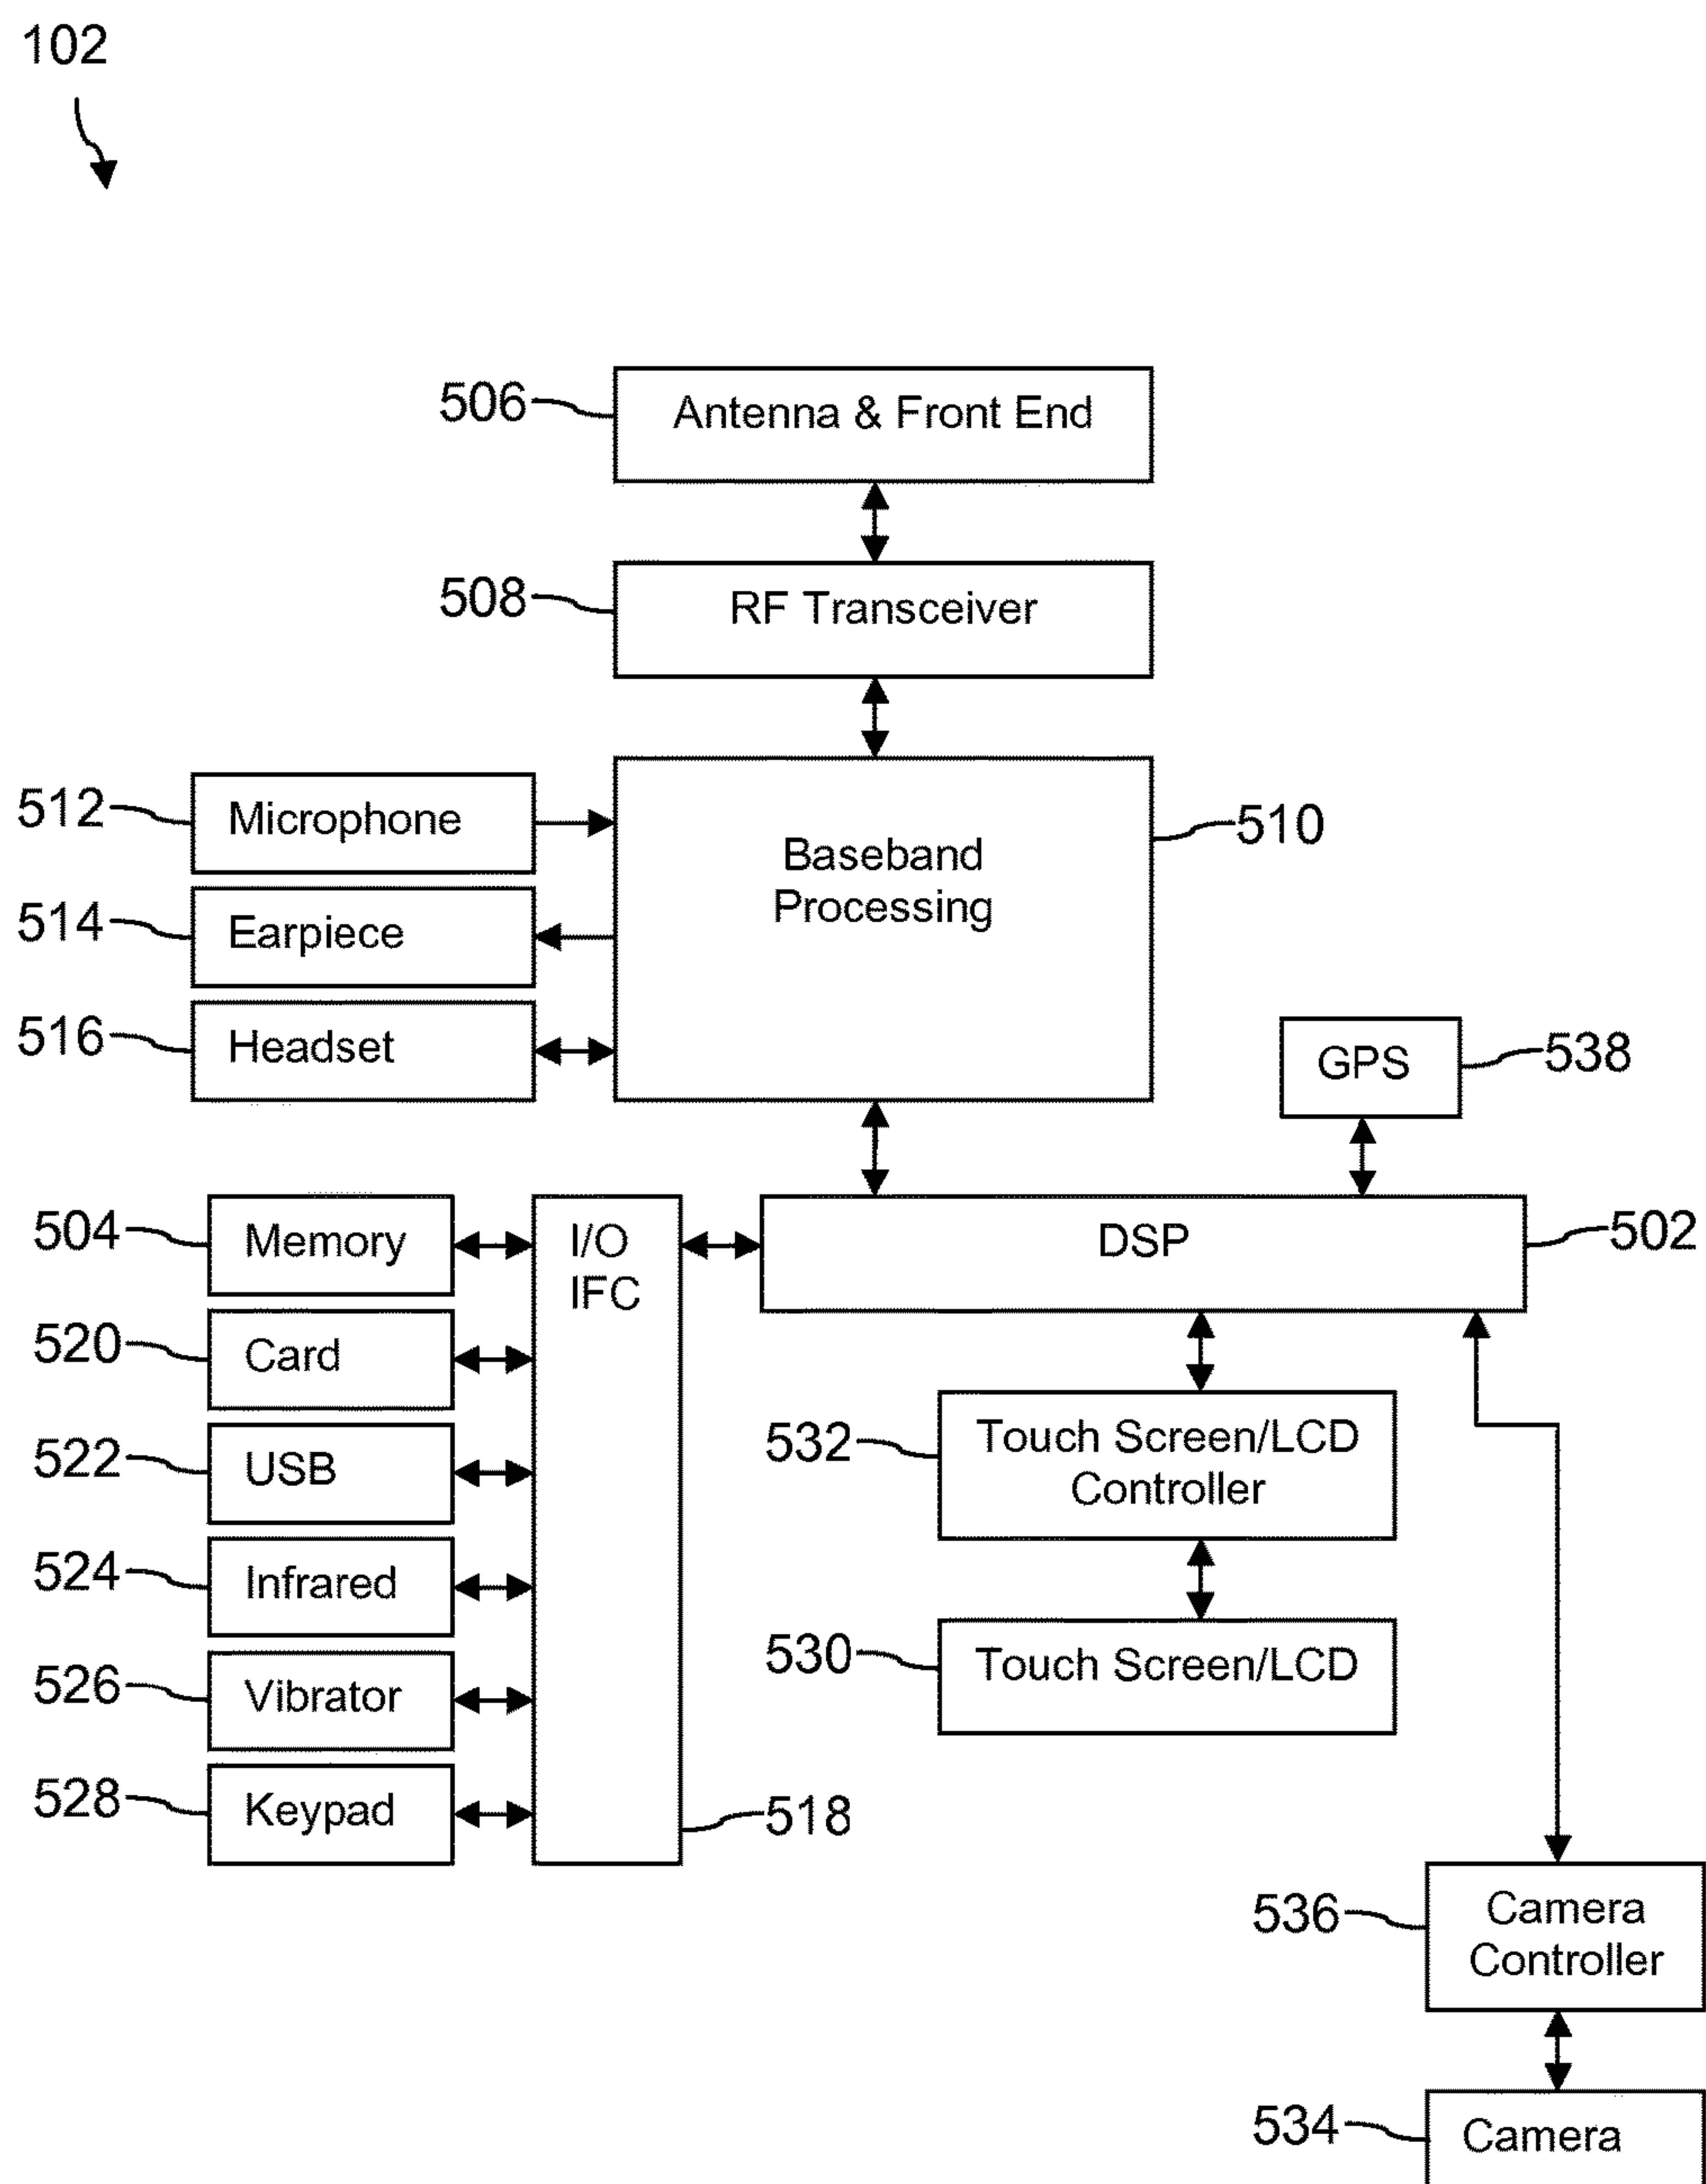 102
506
Antenna & Front End
508
RF Transceiver
512
Microphone
Baseband
Processing
510
514
Earpiece
516
Headset
GPS
538
504
Memory
I/O
IFC
DSP
502
520
Card
522
USB
532
Touch Screen/LCD
Controller
524
Infrared
530
Touch Screen/LCD
526
Vibrator
528
Keypad
518
536
Camera
Controller
534
Camera